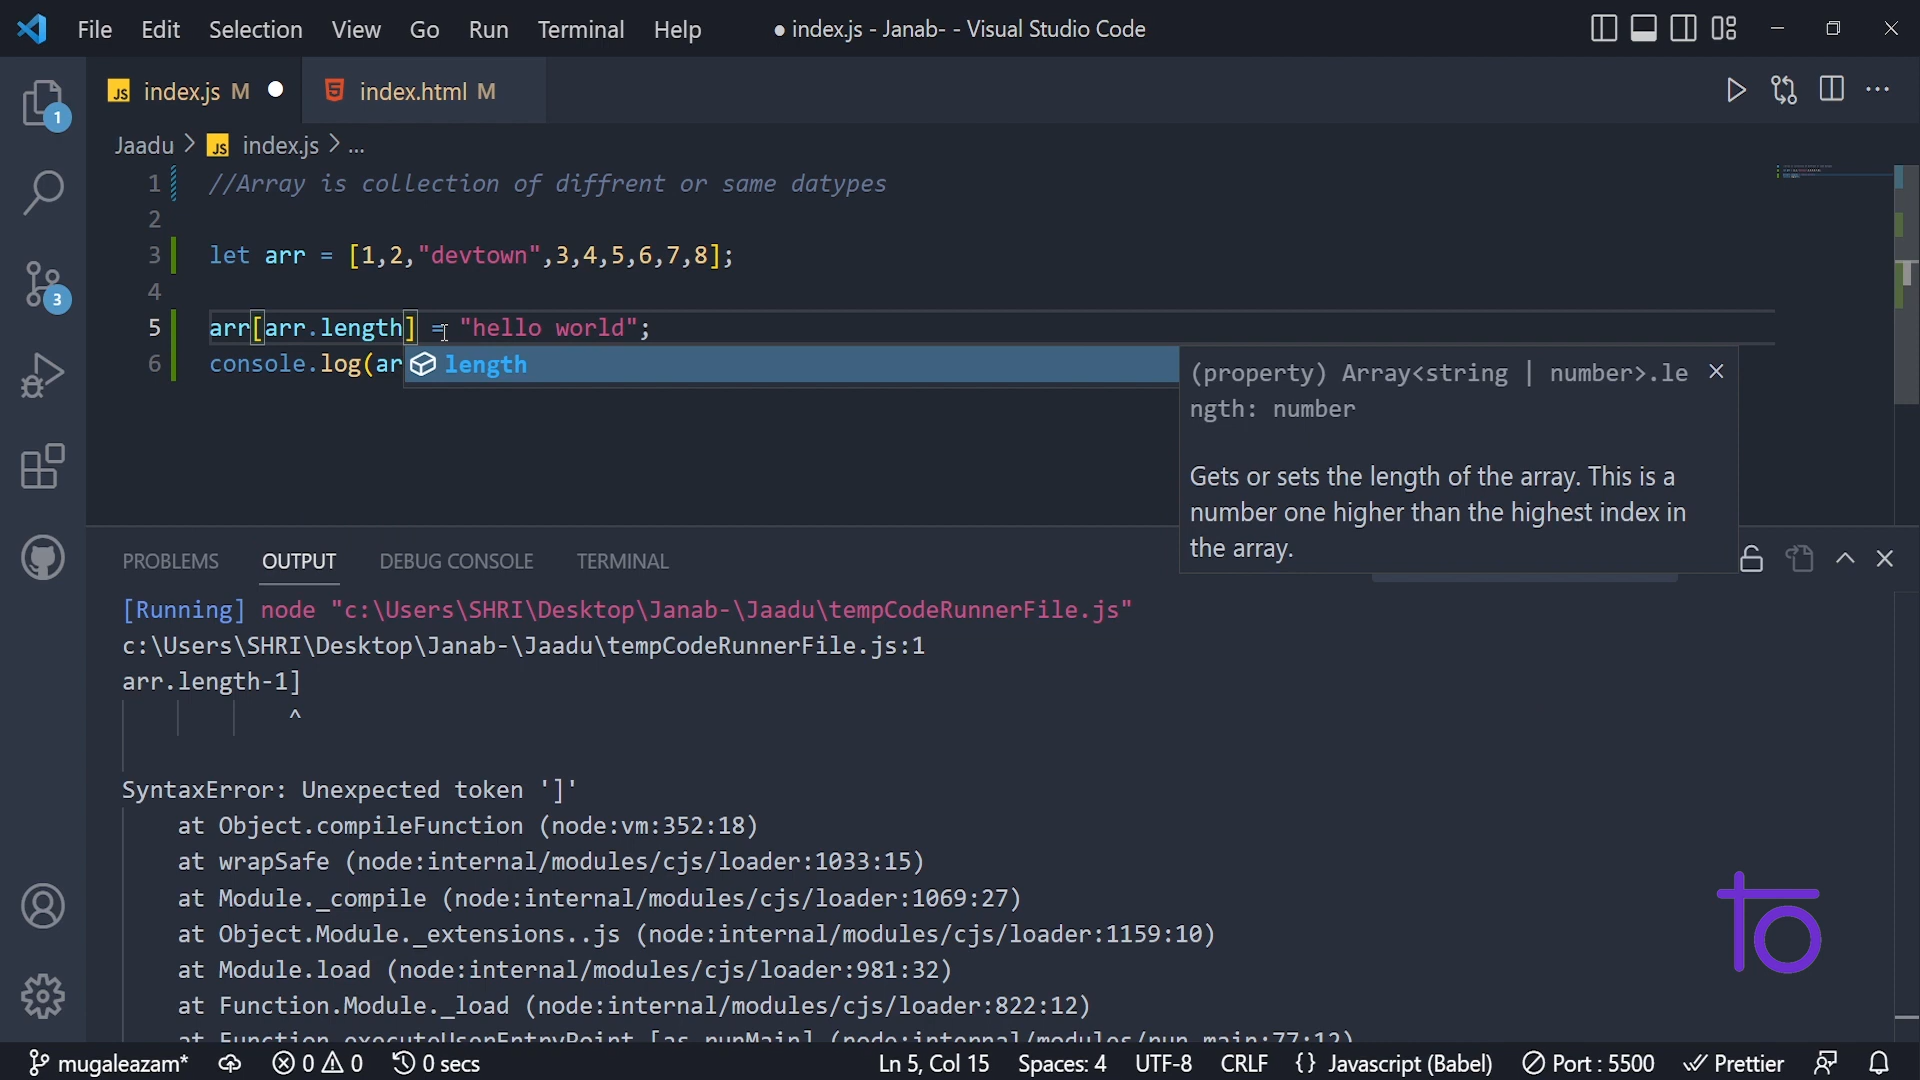 File Edit Selection View Go Run Terminal Help ● index.js - Janab- - Visual Studio Code
JS index.js M index.html M
Jaadu > JS index.js > ...
1 //Array is collection of diffrent or same datypes
2
3 let arr = [1,2,"devtown",3,4,5,6,7,8];
4
5 arr[arr.length] = "hello world";
6 console.log(ar
length
(property) Array<string | number>.le
ngth: number
Gets or sets the length of the array. This is a
number one higher than the highest index in
the array.
1
3
PROBLEMS OUTPUT DEBUG CONSOLE TERMINAL
[Running] node "c:\Users\SHRI\Desktop\Janab-\Jaadu\tempCodeRunnerFile.js"
c:\Users\SHRI\Desktop\Janab-\Jaadu\tempCodeRunnerFile.js:1
arr.length-1]
^
SyntaxError: Unexpected token ']'
at Object.compileFunction (node:vm:352:18)
at wrapSafe (node:internal/modules/cjs/loader:1033:15)
at Module._compile (node:internal/modules/cjs/loader:1069:27)
at Object.Module._extensions..js (node:internal/modules/cjs/loader:1159:10)
at Module.load (node:internal/modules/cjs/loader:981:32)
at Function.Module._load (node:internal/modules/cjs/loader:822:12)
at Function.executeUserEntryPoint [as runMain] (node:internal/modules/run_main:77:12)
mugaleazam* 0 0 0 secs Ln 5, Col 15 Spaces: 4 UTF-8 CRLF {} Javascript (Babel) Port : 5500 Prettier